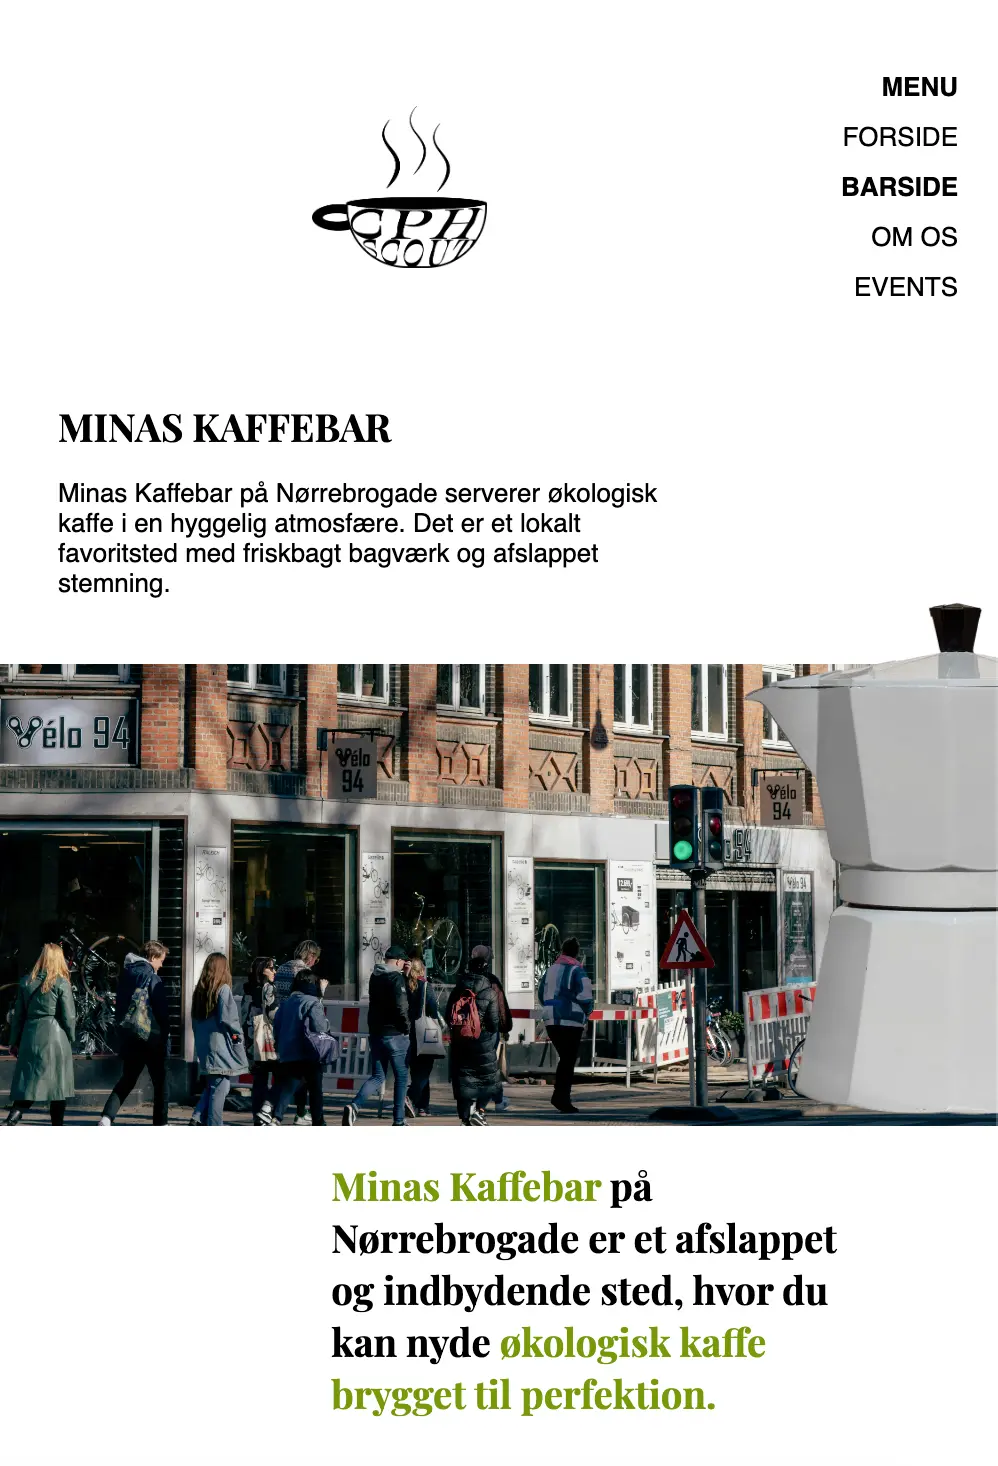 CPH
SCOUT
MENU
FORSIDE
BARSIDE
OM OS
EVENTS
MINAS KAFFEBAR
Minas Kaffebar på Nørrebrogade serverer økologisk
kaffe i en hyggelig atmosfære. Det er et lokalt
favoritsted med friskbagt bagværk og afslappet
stemning.
Vélo 94
Vélo
94
Vélo
94
94
Vélo 94
Minas Kaffebar på
Nørrebrogade er et afslappet
og indbydende sted, hvor du
kan nyde økologisk kaffe
brygget til perfektion.